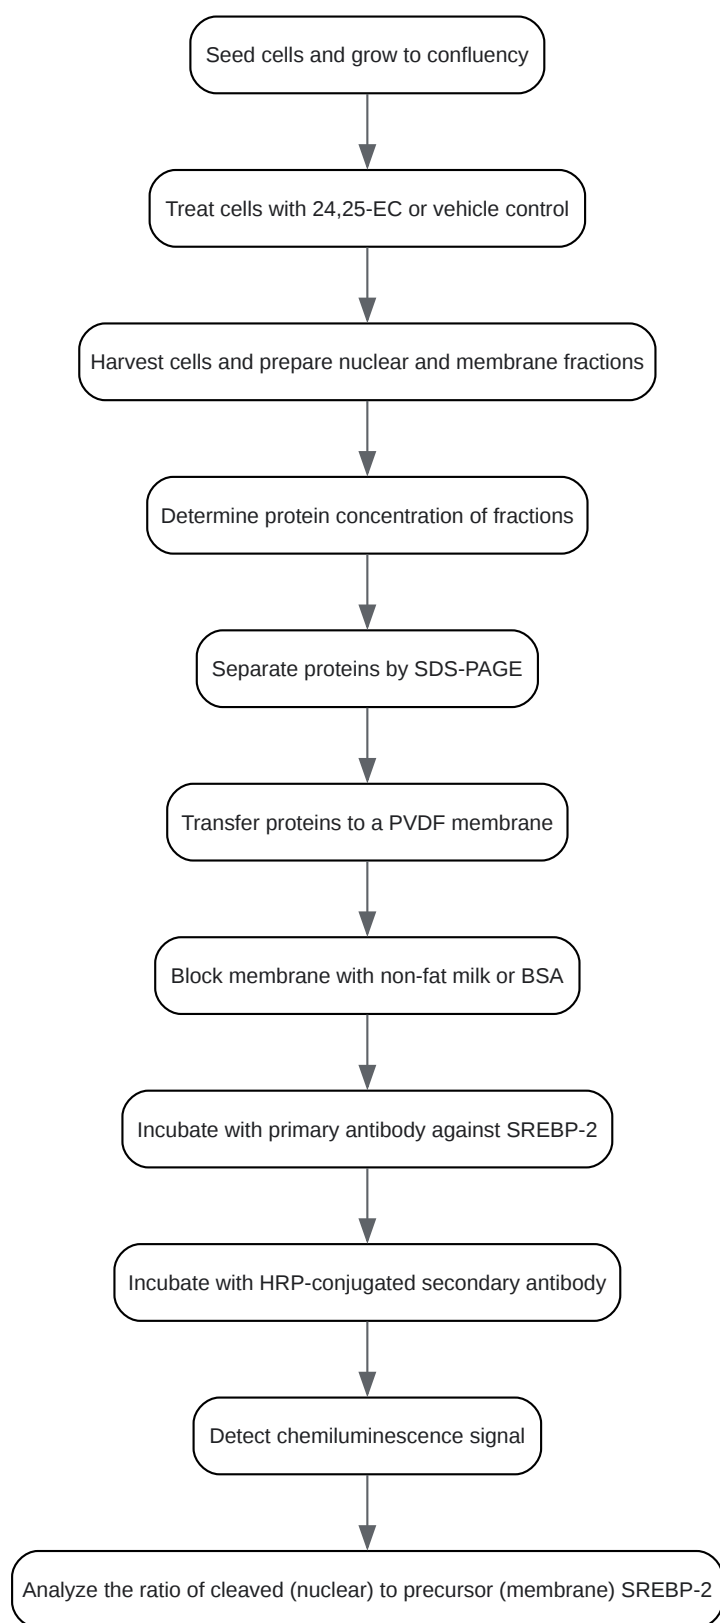 Seed cells and grow to confluency
Treat cells with 24,25-EC or vehicle control
Harvest cells and prepare nuclear and membrane fractions
Determine protein concentration of fractions
Separate proteins by SDS-PAGE
Transfer proteins to a PVDF membrane
Block membrane with non-fat milk or BSA
Incubate with primary antibody against SREBP-2
Incubate with HRP-conjugated secondary antibody
Detect chemiluminescence signal
Analyze the ratio of cleaved (nuclear) to precursor (membrane) SREBP-2